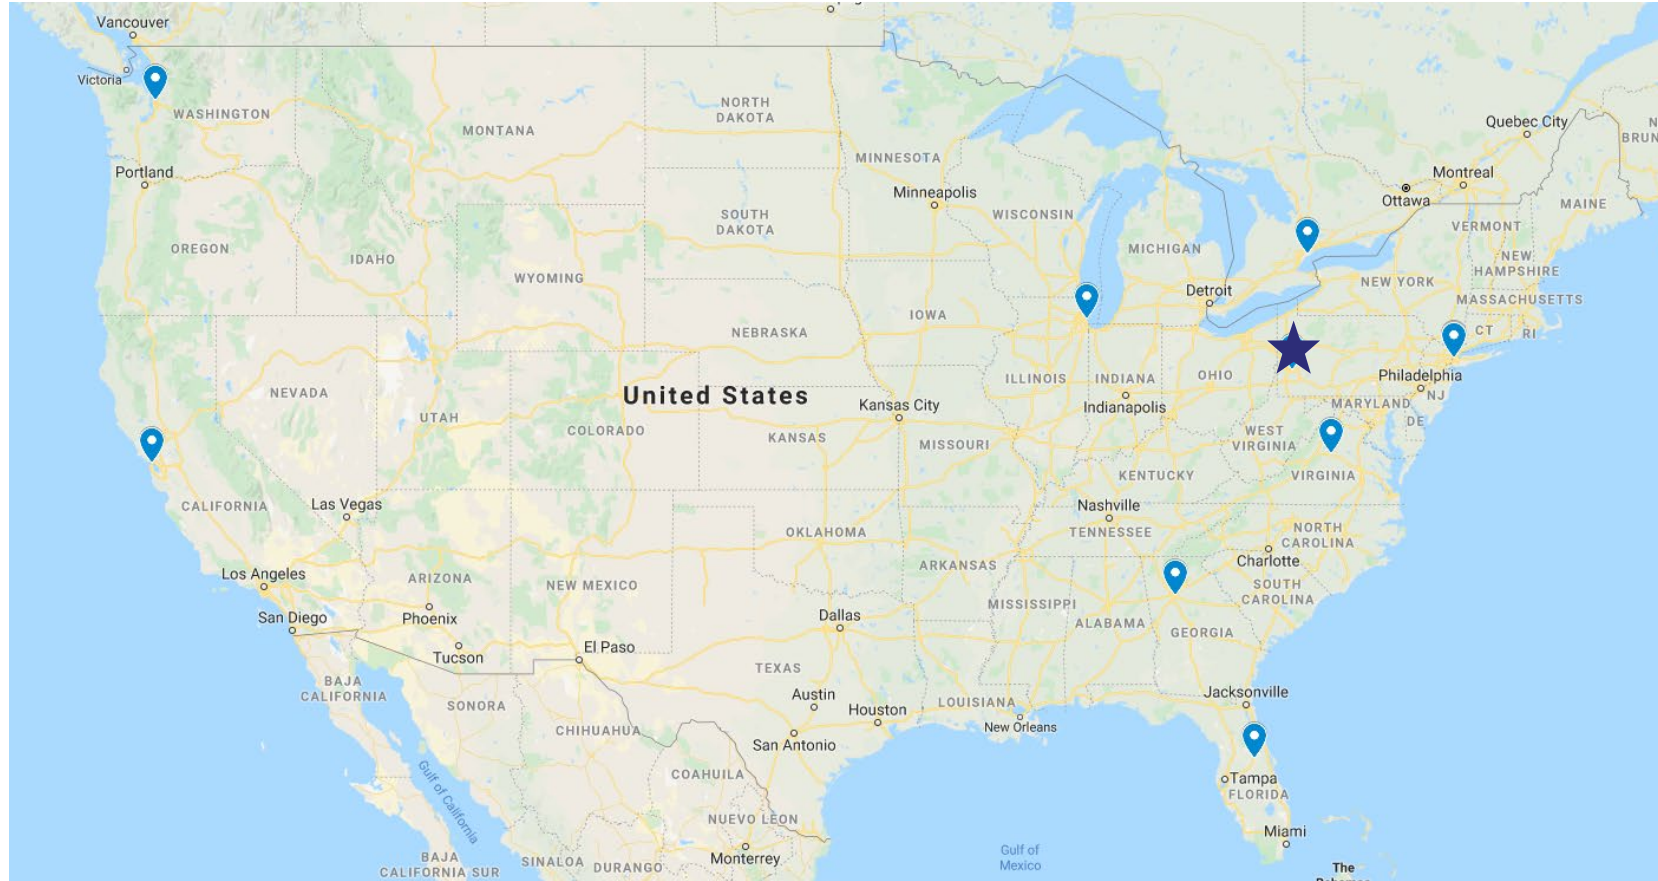 Vancouver
Victoria
WASHINGTON
MONTANA
NORTH
DAKOTA
MINNESOTA
Quebec City
Portland
Minneapolis
Montreal
Ottawa
MAINE
SOUTH
DAKOTA
WISCONSIN
VERMONT
OREGON
IDAHO
MICHIGAN
NEW
HAMPSHIRE
WYOMING
Detroit
NEW YORK
MASSACHUSETTS
IOWA
NEBRASKA
CT
RI
ILLINOIS
INDIANA
OHIO
Philadelphia
NEVADA
United States
UTAH
Kansas City
Indianapolis
MARYLAND
NJ
DE
COLORADO
KANSAS
MISSOURI
WEST
VIRGINIA
KENTUCKY
VIRGINIA
CALIFORNIA
Las Vegas
Nashville
OKLAHOMA
TENNESSEE
NORTH
CAROLINA
Charlotte
Los Angeles
ARIZONA
NEW MEXICO
ARKANSAS
SOUTH
CAROLINA
San Diego
Phoenix
Dallas
MISSISSIPPI
ALABAMA
GEORGIA
Tucson
El Paso
TEXAS
BAJA
CALIFORNIA
SONORA
Austin
Houston
LOUISIANA
Jacksonville
CHIHUAHUA
San Antonio
New Orleans
COAHUILA
Gulf of California
Tampa
FLORIDA
NUEVO LEON
Miami
BAJA
CALIFORNIA SUR
SINALOA
DURANGO
Monterrey
Gulf of
Mexico
The